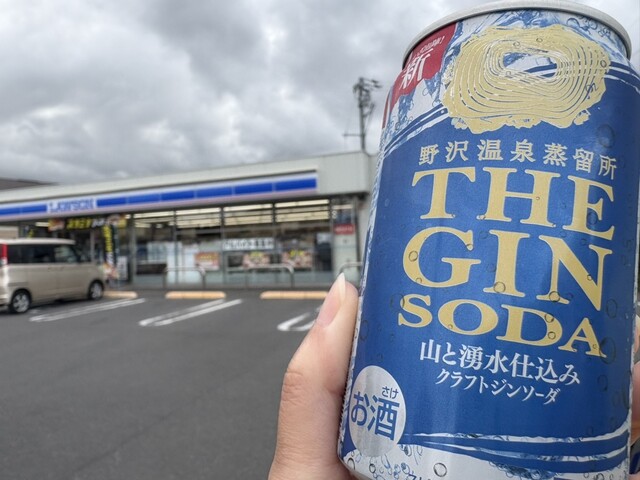 新
野沢温泉蒸留所
THE
GIN
SODA
山と湧水仕込み
クラフトジンソーダ
さけ
お酒
LAWSON